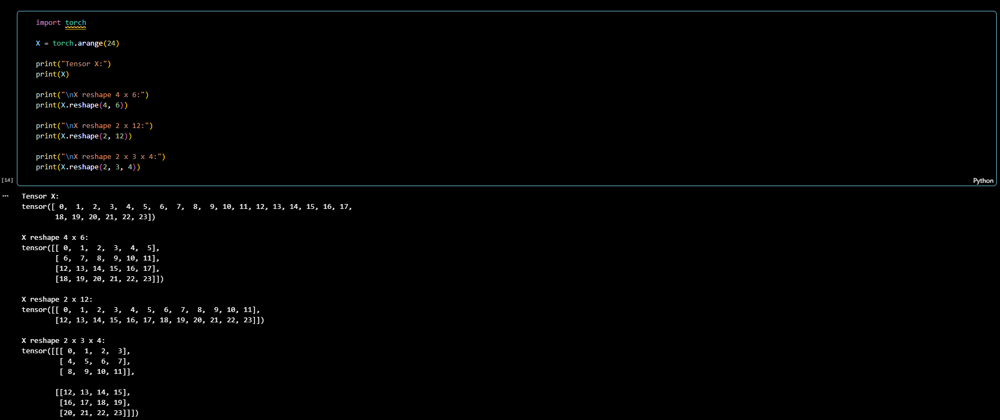 import torch
X = torch.arange(24)
print("Tensor X:")
print(X)
print("\nX reshape 4 x 6:")
print(X.reshape(4, 6))
print("\nX reshape 2 x 12:")
print(X.reshape(2, 12))
print("\nX reshape 2 x 3 x 4:")
print(X.reshape(2, 3, 4))
[14]
Python
...
Tensor X:
tensor([ 0,  1,  2,  3,  4,  5,  6,  7,  8,  9, 10, 11, 12, 13, 14, 15, 16, 17,
        18, 19, 20, 21, 22, 23])
X reshape 4 x 6:
tensor([[ 0,  1,  2,  3,  4,  5],
        [ 6,  7,  8,  9, 10, 11],
        [12, 13, 14, 15, 16, 17],
        [18, 19, 20, 21, 22, 23]])
X reshape 2 x 12:
tensor([[ 0,  1,  2,  3,  4,  5,  6,  7,  8,  9, 10, 11],
        [12, 13, 14, 15, 16, 17, 18, 19, 20, 21, 22, 23]])
X reshape 2 x 3 x 4:
tensor([[[ 0,  1,  2,  3],
         [ 4,  5,  6,  7],
         [ 8,  9, 10, 11]],
        [[12, 13, 14, 15],
         [16, 17, 18, 19],
         [20, 21, 22, 23]]])